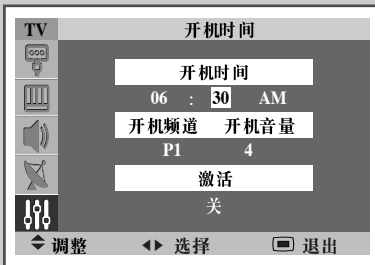 TV 开机时间
开机时间
06 : 30 AM
开机频道 开机音量
P1 4
激活
关
调整 选择 退出